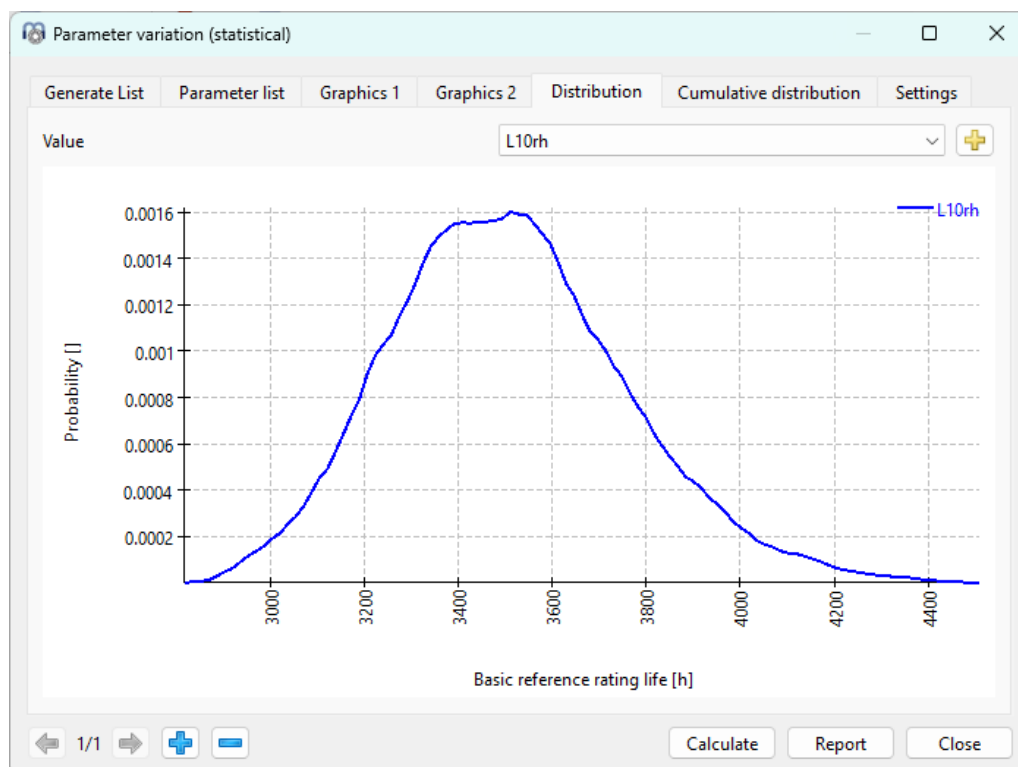 Parameter variation (statistical)
Generate List Parameter list Graphics 1 Graphics 2 Distribution Cumulative distribution Settings
Value L10rh
L10rh
0.0016
0.0014
0.0012
0.001
0.0008
0.0006
0.0004
0.0002
Probability []
3000 3200 3400 3600 3800 4000 4200 4400
Basic reference rating life [h]
1/1 Calculate Report Close